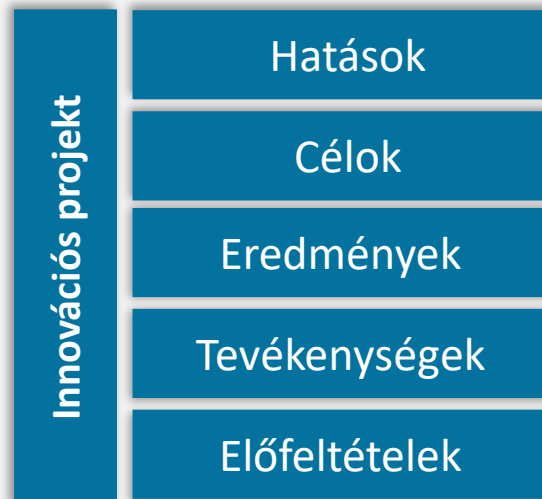 Innovációs projekt
Hatások
Célok
Eredmények
Tevékenységek
Előfeltételek